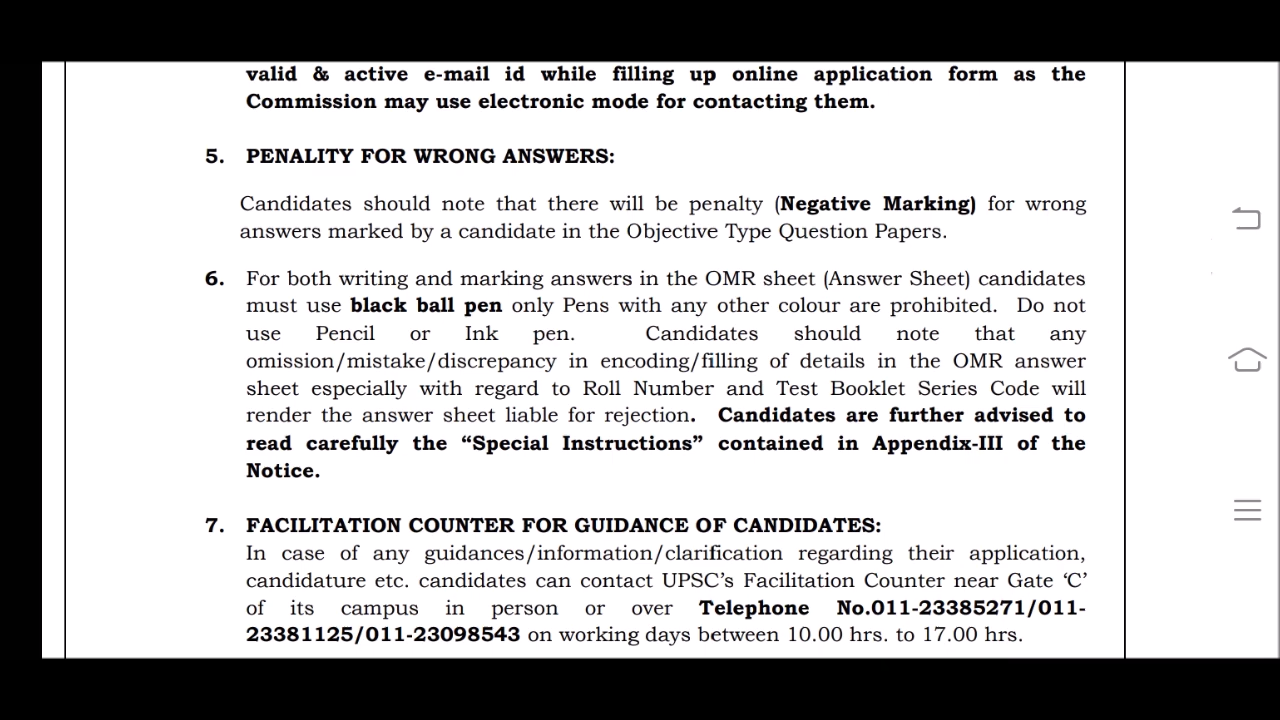 valid & active e-mail id while filling up online application form as the
Commission may use electronic mode for contacting them.
5. PENALITY FOR WRONG ANSWERS:
Candidates should note that there will be penalty (Negative Marking) for wrong
answers marked by a candidate in the Objective Type Question Papers.
6. For both writing and marking answers in the OMR sheet (Answer Sheet) candidates
must use black ball pen only Pens with any other colour are prohibited. Do not
use Pencil or Ink pen. Candidates should note that any
omission/mistake/discrepancy in encoding/filling of details in the OMR answer
sheet especially with regard to Roll Number and Test Booklet Series Code will
render the answer sheet liable for rejection. Candidates are further advised to
read carefully the “Special Instructions” contained in Appendix-III of the
Notice.
7. FACILITATION COUNTER FOR GUIDANCE OF CANDIDATES:
In case of any guidances/information/clarification regarding their application,
candidature etc. candidates can contact UPSC’s Facilitation Counter near Gate ‘C’
of its campus in person or over Telephone No.011-23385271/011-
23381125/011-23098543 on working days between 10.00 hrs. to 17.00 hrs.